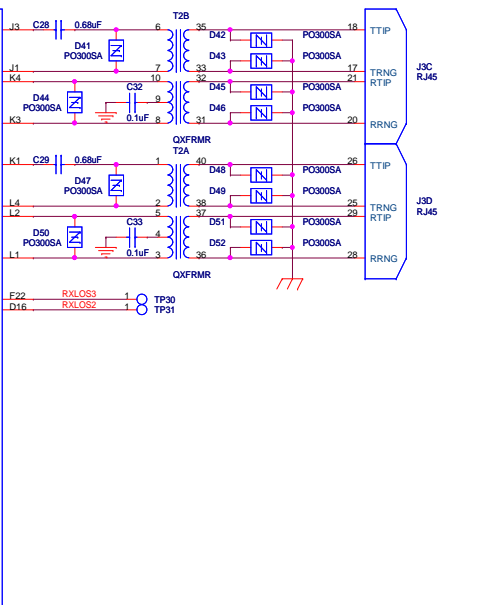 T2B
J3 C28 0.68uF 6 35 D42 PO300SA 18 TTIP
D41
PO300SA
D43 PO300SA
J3C
RJ45
J1 7 33 17 TRNG
K4 10 32 D45 PO300SA 21 RTIP
D44
PO300SA
C32
0.1uF
9
D46 PO300SA
K3 8 31 20 RRNG
QXFRMR
T2A
K1 C29 0.68uF 1 40 D48 PO300SA 26 TTIP
D47
PO300SA
D49 PO300SA
J3D
RJ45
L4 2 38 25 TRNG
L2 5 37 D51 PO300SA 29 RTIP
D50
PO300SA
C33
0.1uF
4
D52 PO300SA
L1 3 36 28 RRNG
QXFRMR
F22 RXLOS3 1 TP30
D16 RXLOS2 1 TP31